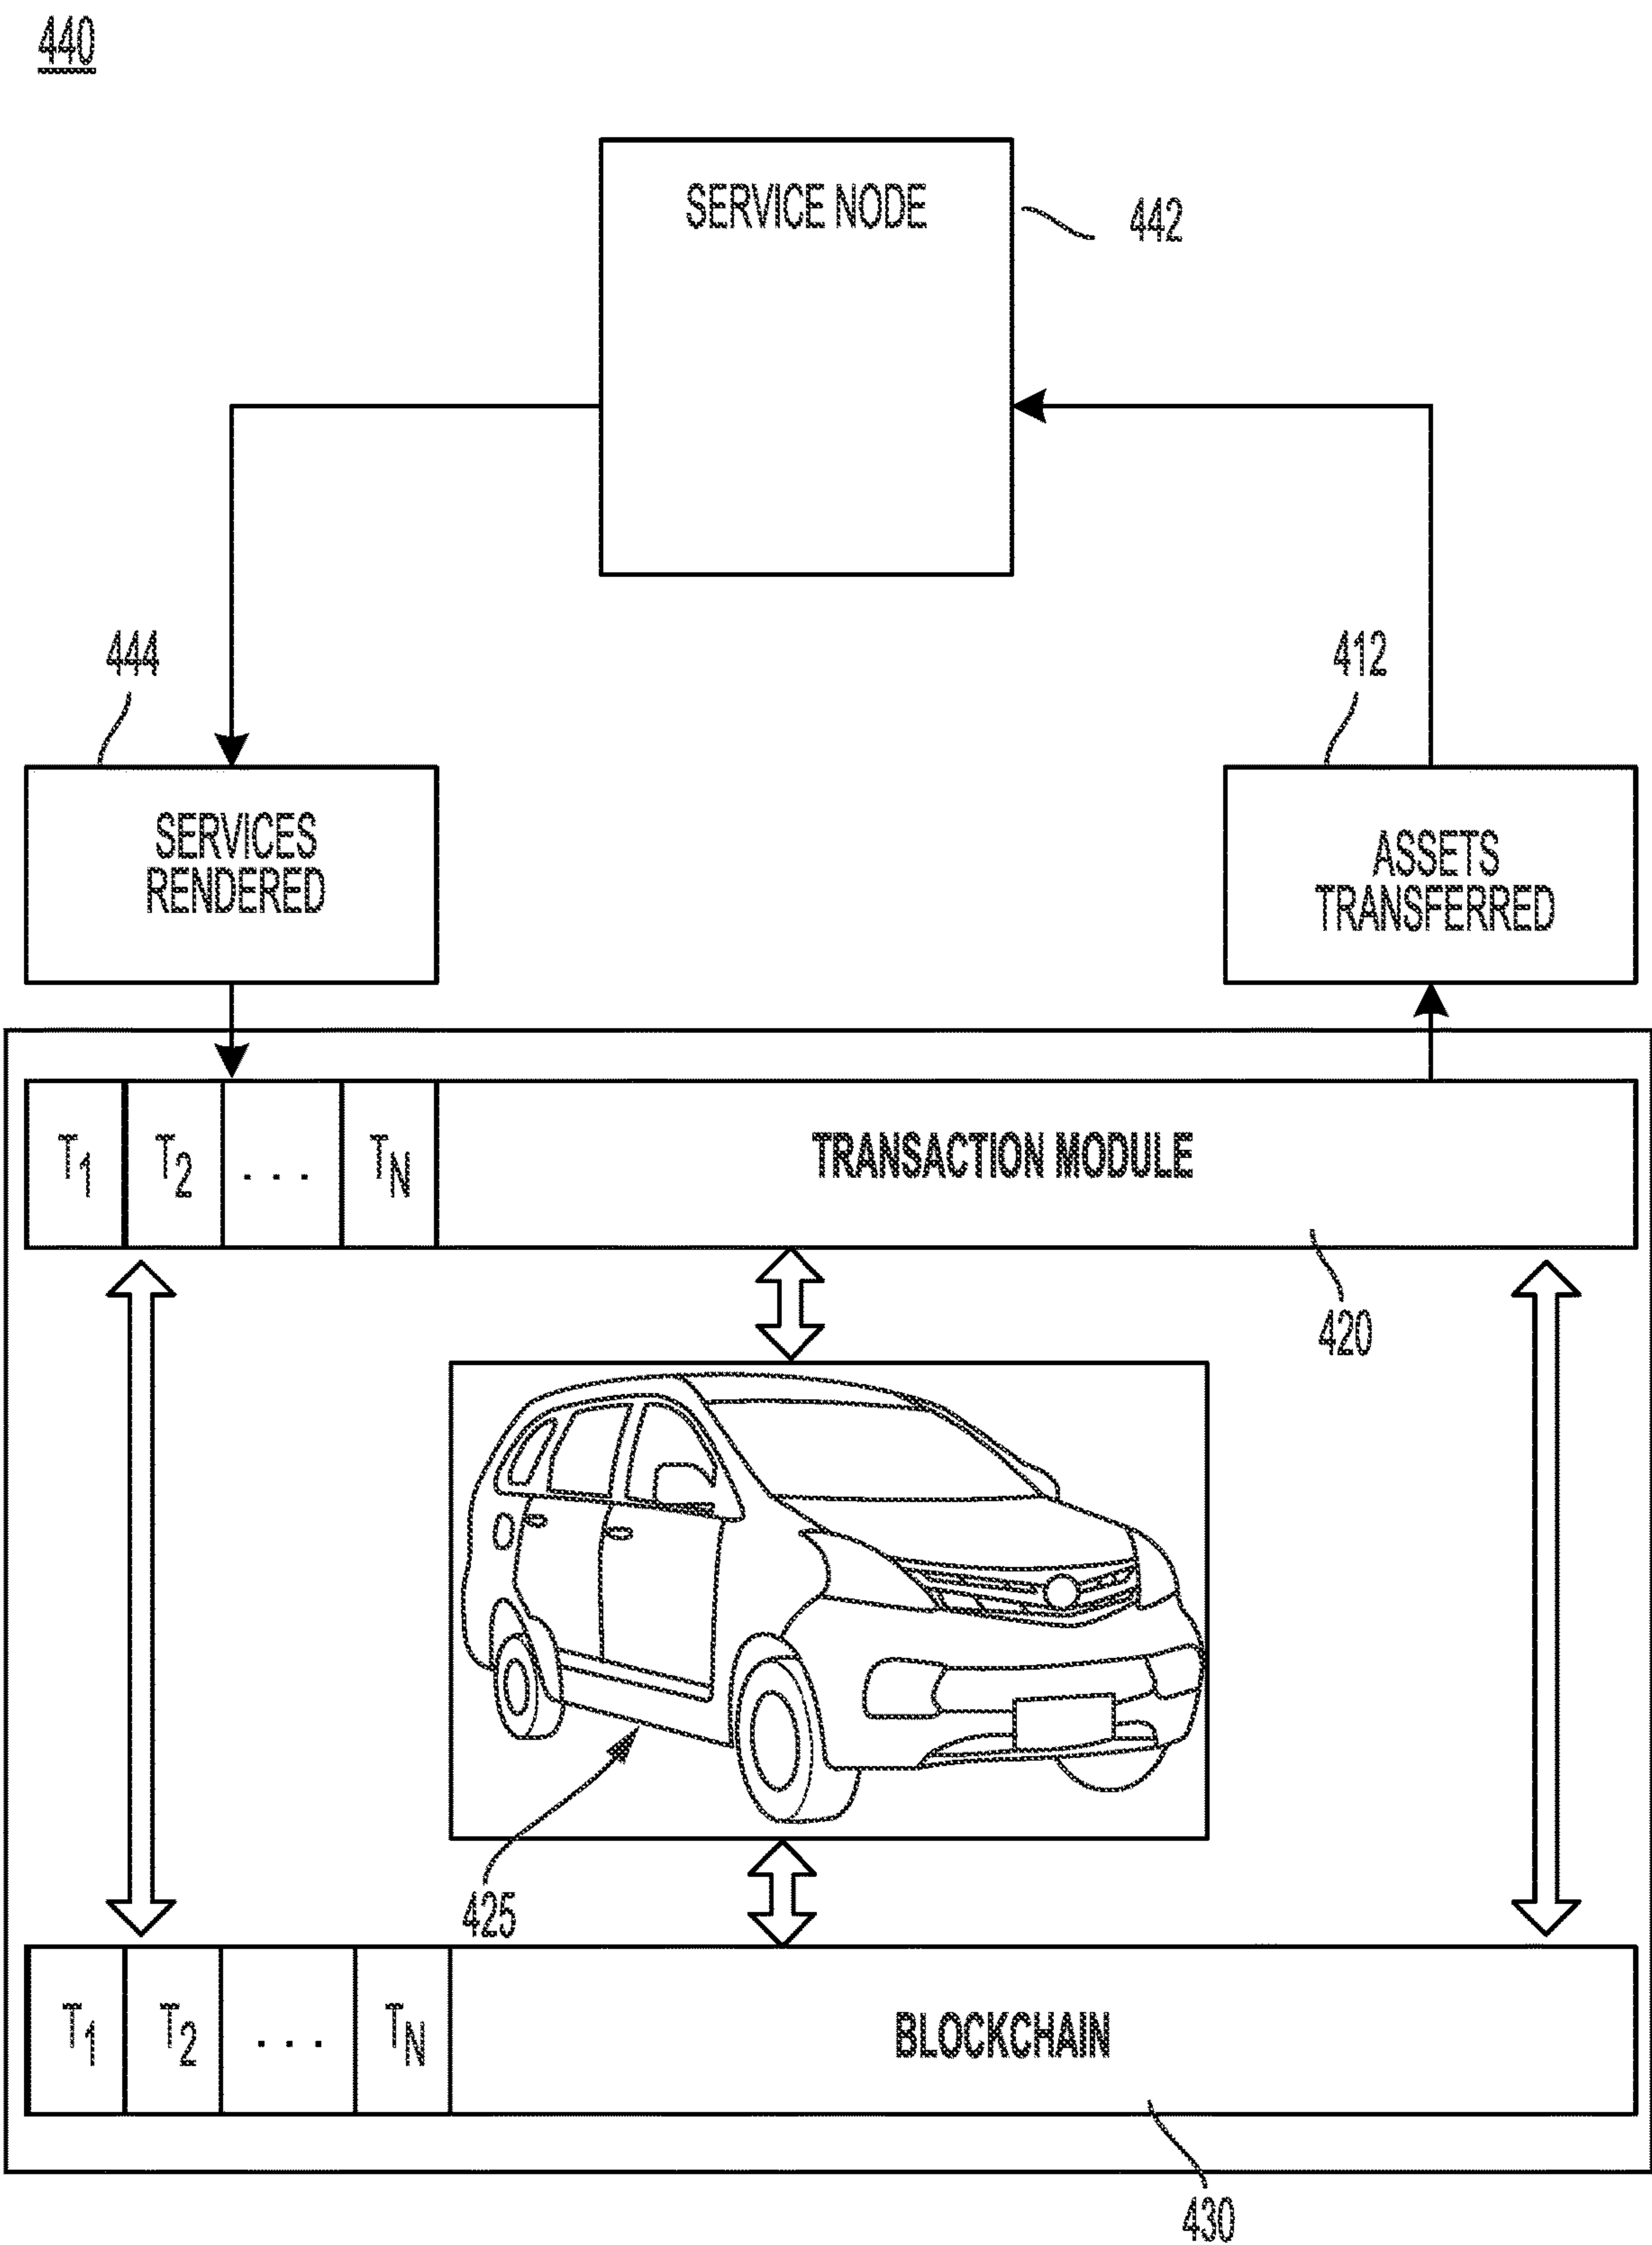 440
SERVICE NODE
442
444
412
SERVICES
RENDERED
ASSETS
TRANSFERRED
T1 T2 ... TN TRANSACTION MODULE
420
425
T1 T2 ... TN BLOCKCHAIN
430